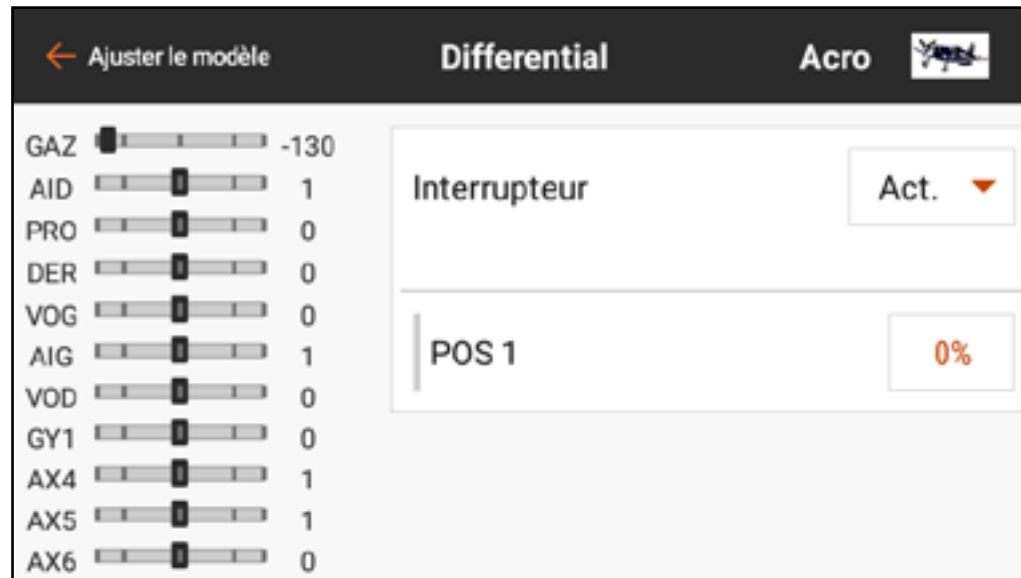 ← Ajuster le modèle Differential Acro
GAZ -130
AID 1
PRO 0
DER 0
VOG 0
AIG 1
VOD 0
GY1 0
AX4 1
AX5 1
AX6 0
Interrupteur Act.
POS 1 0%